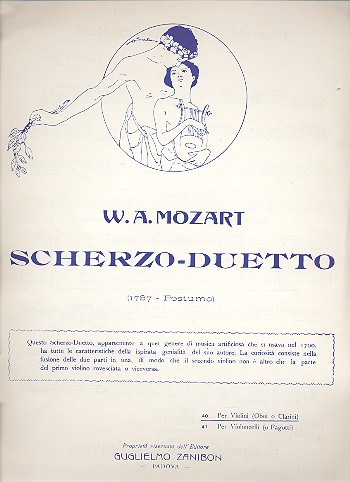 W. A. MOZART
SCHERZO-DUETTO
(1787 - Postumo)
Questo Scherzo-Duetto, appartenente a quel genere di musica artificiosa che si usava nel 1700,
ha tutte le caratteristiche della ispirata genialità del suo autore. La curiosità consiste nella
fusione delle due parti in una, di modo che il secondo violino non è altro che la parte
del primo violino rovesciata o viceversa.
40 Per Violini (Oboi o Clarini)
41 Per Violoncelli (o Fagotti)
Proprietà riservata dell'Editore
GUGLIELMO ZANIBON
- PADOVA -